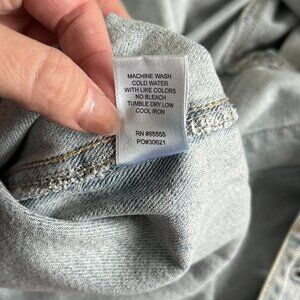 MACHINE WASH
COLD WATER
WITH LIKE COLORS
NO BLEACH
TUMBLE DRY LOW
COOL IRON
RN #85555
PO#30621